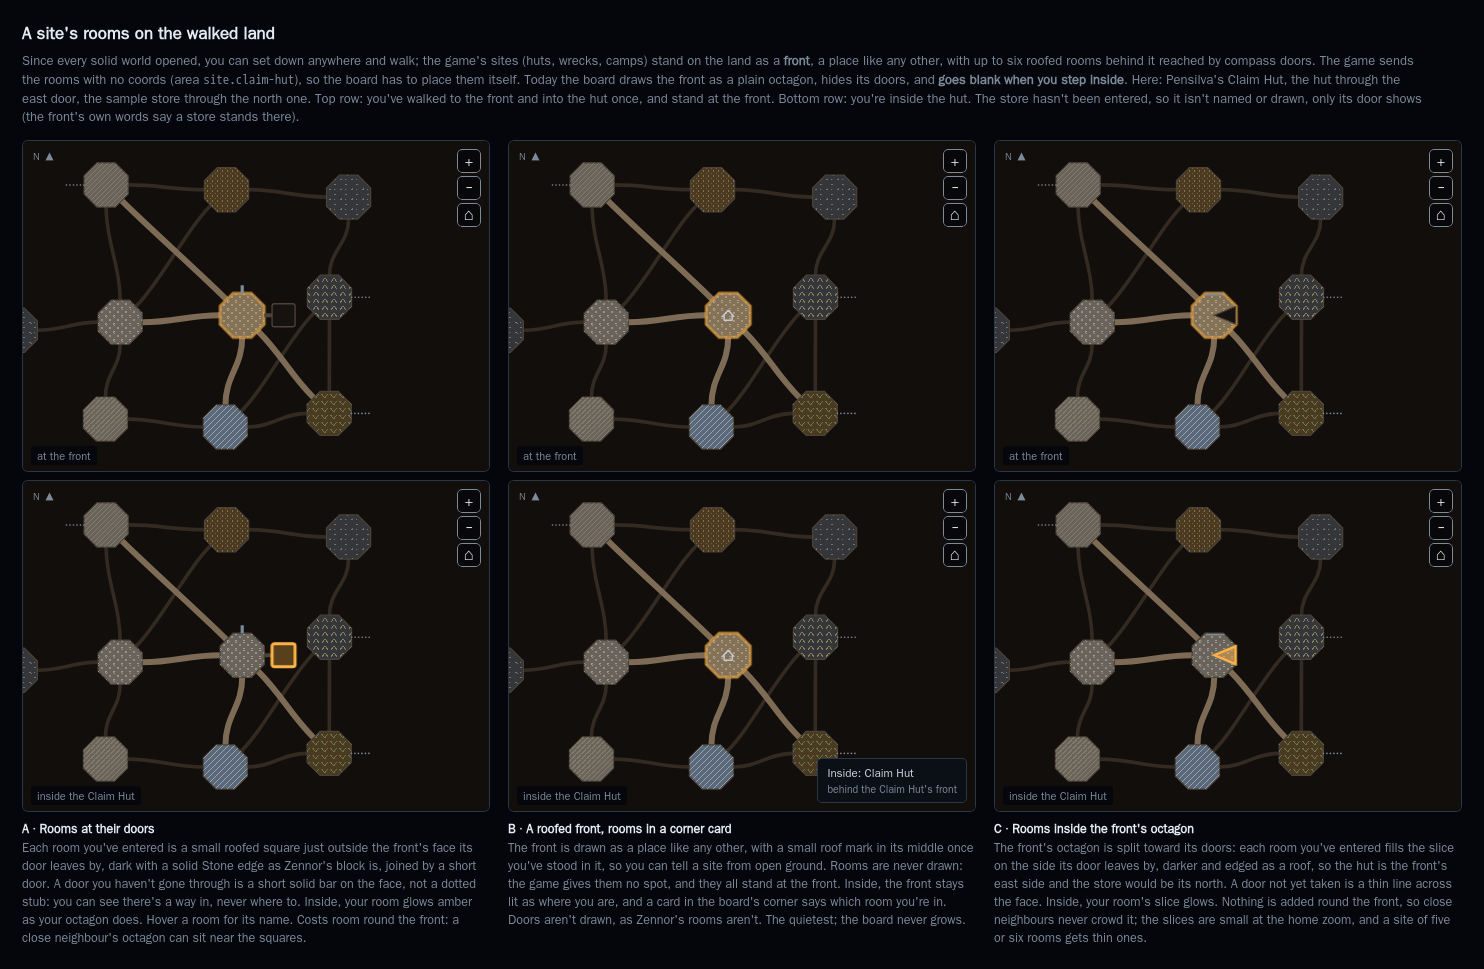 A site's rooms on the walked land
Since every solid world opened, you can set down anywhere and walk; the game's sites (huts, wrecks, camps) stand on the land as a front, a place like any other, with up to six roofed rooms behind it reached by compass doors. The game sends
the rooms with no coords (area site.claim-hut), so the board has to place them itself. Today the board draws the front as a plain octagon, hides its doors, and goes blank when you step inside. Here: Pensilva's Claim Hut, the hut through the
east door, the sample store through the north one. Top row: you've walked to the front and into the hut once, and stand at the front. Bottom row: you're inside the hut. The store hasn't been entered, so it isn't named or drawn, only its door shows
(the front's own words say a store stands there).
N ▲
+
−
⌂
at the front
N ▲
+
−
⌂
at the front
N ▲
+
−
⌂
at the front
N ▲
+
−
⌂
inside the Claim Hut
N ▲
+
−
⌂
Inside: Claim Hut
behind the Claim Hut's front
inside the Claim Hut
N ▲
+
−
⌂
inside the Claim Hut
A · Rooms at their doors
Each room you've entered is a small roofed square just outside the front's face its
door leaves by, dark with a solid Stone edge as Zennor's block is, joined by a short
door. A door you haven't gone through is a short solid bar on the face, not a dotted
stub: you can see there's a way in, never where to. Inside, your room glows amber
as your octagon does. Hover a room for its name. Costs room round the front: a
close neighbour's octagon can sit near the squares.
B · A roofed front, rooms in a corner card
The front is drawn as a place like any other, with a small roof mark in its middle once
you've stood in it, so you can tell a site from open ground. Rooms are never drawn:
the game gives them no spot, and they all stand at the front. Inside, the front stays
lit as where you are, and a card in the board's corner says which room you're in.
Doors aren't drawn, as Zennor's rooms aren't. The quietest; the board never grows.
C · Rooms inside the front's octagon
The front's octagon is split toward its doors: each room you've entered fills the slice
on the side its door leaves by, darker and edged as a roof, so the hut is the front's
east side and the store would be its north. A door not yet taken is a thin line across
the face. Inside, your room's slice glows. Nothing is added round the front, so close
neighbours never crowd it; the slices are small at the home zoom, and a site of five
or six rooms gets thin ones.